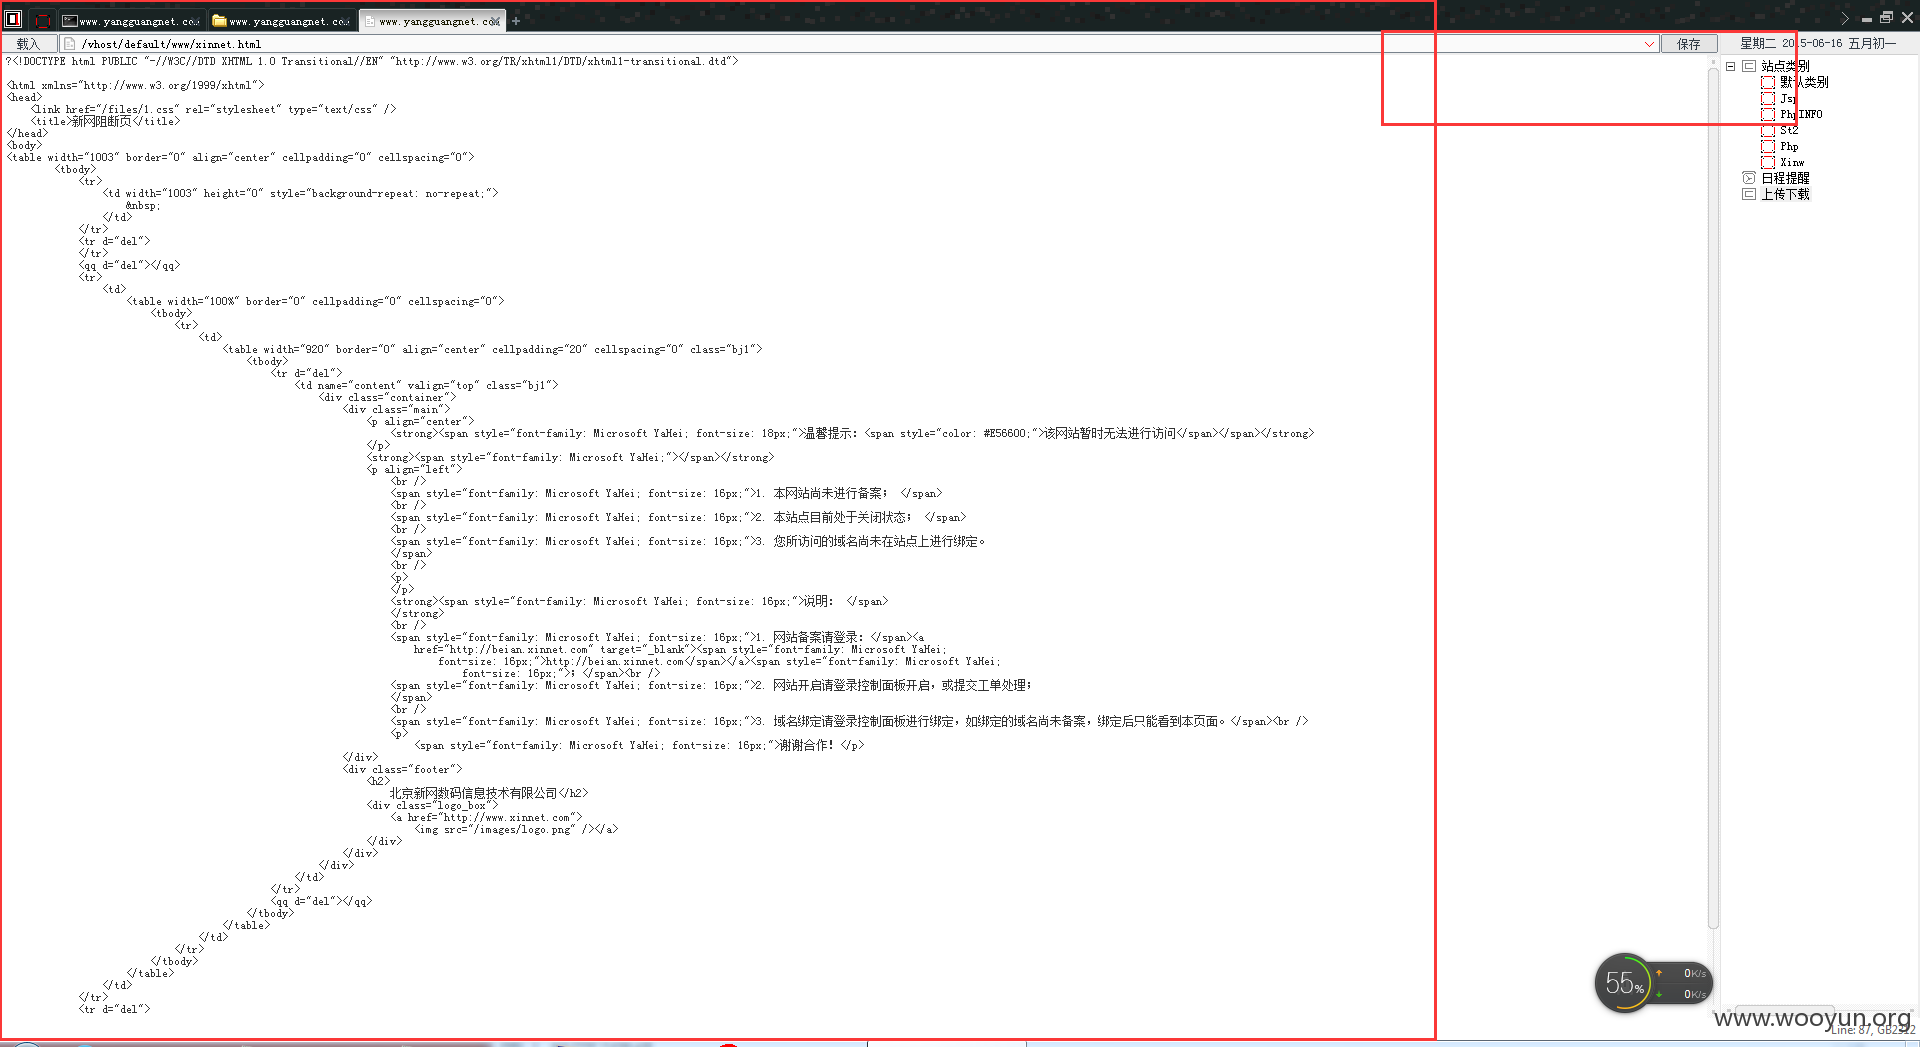 www.yangguangnet.co
www.yangguangnet.co
www.yangguangnet.co
载入
/vhost/default/www/xinnet.html
保存
星期二 2015-06-16 五月初一
?<!DOCTYPE html PUBLIC "-//W3C//DTD XHTML 1.0 Transitional//EN" "http://www.w3.org/TR/xhtml1/DTD/xhtml1-transitional.dtd">
<html xmlns="http://www.w3.org/1999/xhtml">
<head>
<link href="/files/1.css" rel="stylesheet" type="text/css" />
<title>新网阻断页</title>
</head>
<body>
<table width="1003" border="0" align="center" cellpadding="0" cellspacing="0">
<tbody>
<tr>
<td width="1003" height="0" style="background-repeat: no-repeat;">
&nbsp;
</td>
</tr>
<tr d="del">
</tr>
<qq d="del"></qq>
<tr>
<td>
<table width="100%" border="0" cellpadding="0" cellspacing="0">
<tbody>
<tr>
<td>
<table width="920" border="0" align="center" cellpadding="20" cellspacing="0" class="bj1">
<tbody>
<tr d="del">
<td name="content" valign="top" class="bj1">
<div class="container">
<div class="main">
<p align="center">
<strong><span style="font-family: Microsoft YaHei; font-size: 18px;">温馨提示：<span style="color: #E56600;">该网站暂时无法进行访问</span></span></strong>
</p>
<strong><span style="font-family: Microsoft YaHei;"></span></strong>
<p align="left">
<br />
<span style="font-family: Microsoft YaHei; font-size: 16px;">1. 本网站尚未进行备案； </span>
<br />
<span style="font-family: Microsoft YaHei; font-size: 16px;">2. 本站点目前处于关闭状态； </span>
<br />
<span style="font-family: Microsoft YaHei; font-size: 16px;">3. 您所访问的域名尚未在站点上进行绑定。
</span>
<br />
<p>
</p>
<strong><span style="font-family: Microsoft YaHei; font-size: 16px;">说明： </span>
</strong>
<br />
<span style="font-family: Microsoft YaHei; font-size: 16px;">1. 网站备案请登录：</span><a
href="http://beian.xinnet.com" target="_blank"><span style="font-family: Microsoft YaHei;
font-size: 16px;">http://beian.xinnet.com</span></a><span style="font-family: Microsoft YaHei;
font-size: 16px;">；</span><br />
<span style="font-family: Microsoft YaHei; font-size: 16px;">2. 网站开启请登录控制面板开启，或提交工单处理；
</span>
<br />
<span style="font-family: Microsoft YaHei; font-size: 16px;">3. 域名绑定请登录控制面板进行绑定，如绑定的域名尚未备案，绑定后只能看到本页面。</span><br />
<p>
<span style="font-family: Microsoft YaHei; font-size: 16px;">谢谢合作！</p>
</div>
<div class="footer">
<h2>
北京新网数码信息技术有限公司</h2>
<div class="logo_box">
<a href="http://www.xinnet.com">
<img src="/images/logo.png" /></a>
</div>
</div>
</div>
</td>
</tr>
<qq d="del"></qq>
</tbody>
</table>
</td>
</tr>
</tbody>
</table>
</td>
</tr>
<tr d="del">
站点类别
默认类别
Jsp
PhpINFO
St2
Php
Xinw
日程提醒
上传下载
55%
0K/s
0K/s
www.wooyun.org
Line: 87, GB2312